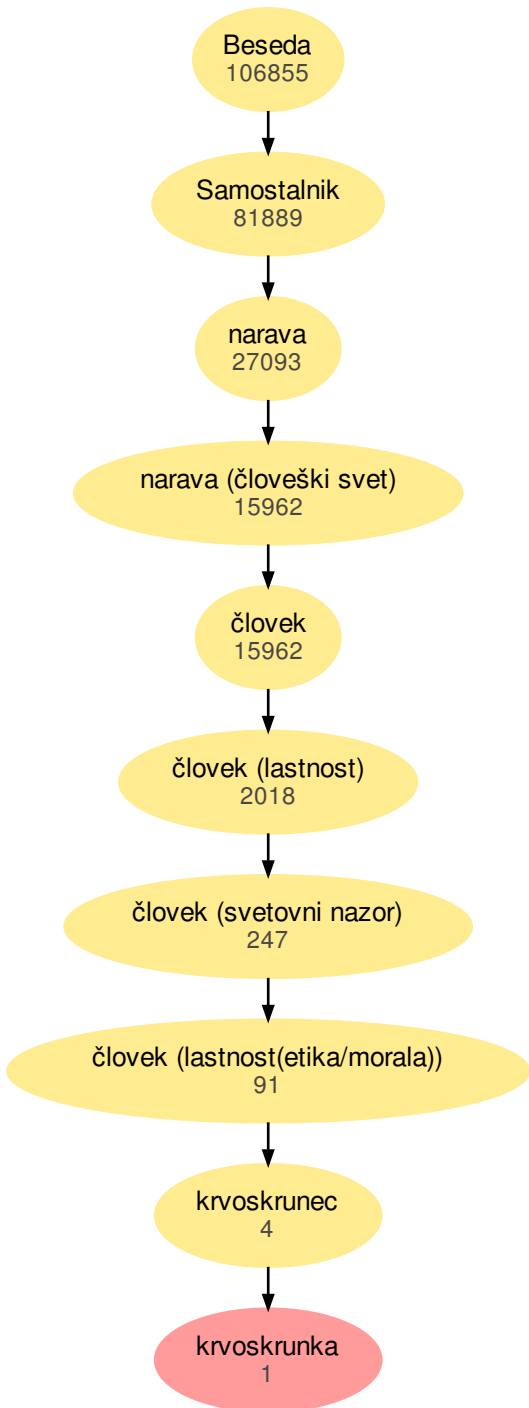 Beseda
106855
Samostalnik
81889
narava
27093
narava (človeški svet)
15962
človek
15962
človek (lastnost)
2018
človek (svetovni nazor)
247
človek (lastnost(etika/morala))
91
krvoskrunec
4
krvoskrunka
1